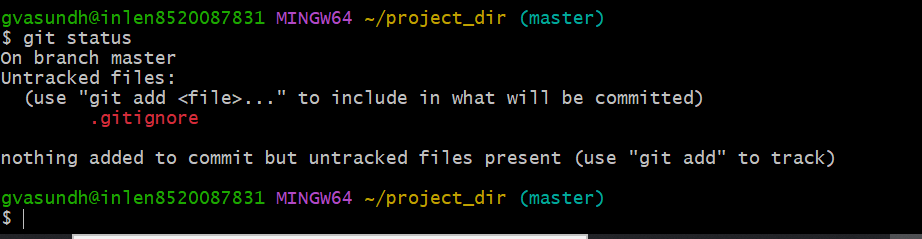 gvasundh@inlen8520087831 MINGW64 ~/project_dir (master)
$ git status
On branch master
Untracked files:
  (use "git add <file>..." to include in what will be committed)
        .gitignore

nothing added to commit but untracked files present (use "git add" to track)

gvasundh@inlen8520087831 MINGW64 ~/project_dir (master)
$